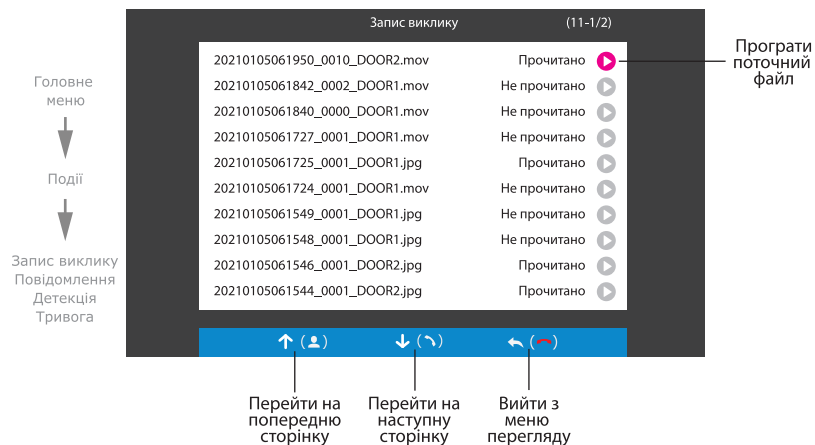 Запис виклику (11-1/2)
20210105061950_0010_DOOR2.mov Прочитано
20210105061842_0002_DOOR1.mov Не прочитано
20210105061840_0000_DOOR1.mov Не прочитано
20210105061727_0001_DOOR1.mov Не прочитано
20210105061725_0001_DOOR1.jpg Прочитано
20210105061724_0001_DOOR1.mov Не прочитано
20210105061549_0001_DOOR1.jpg Не прочитано
20210105061548_0001_DOOR1.jpg Не прочитано
20210105061546_0001_DOOR2.jpg Прочитано
20210105061544_0001_DOOR2.jpg Прочитано
Програти
поточний
файл
Головне
меню
Події
Запис виклику
Повідомлення
Детекція
Тривога
Перейти на
попередню
сторінку
Перейти на
наступну
сторінку
Вийти з
меню
перегляду